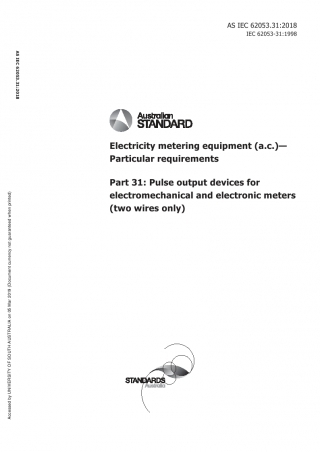 AS IEC 62053.31:2018
IEC 62053-31:1998
AS IEC 62053.31:2018
Australian
STANDARD
Electricity metering equipment (a.c.)—
Particular requirements
Part 31: Pulse output devices for
electromechanical and electronic meters
(two wires only)
Accessed by UNIVERSITY OF SOUTH AUSTRALIA on 05 Mar 2019 (Document currency not guaranteed when printed)
STANDARDS
Australia